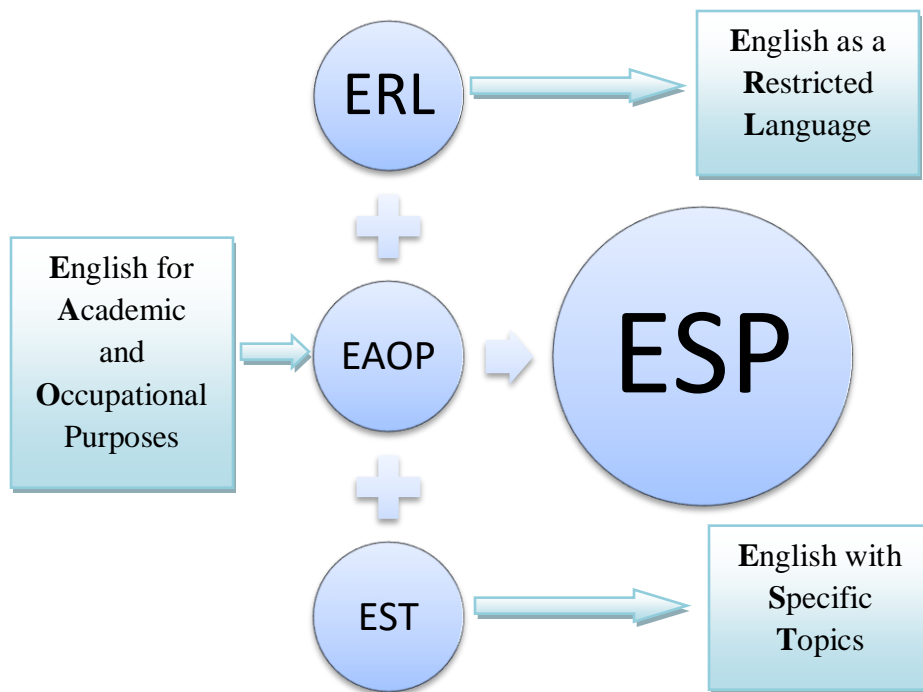 ERL
English as a
Restricted
Language
English for
Academic
and
Occupational
Purposes
EAOP
ESP
EST
English with
Specific
Topics